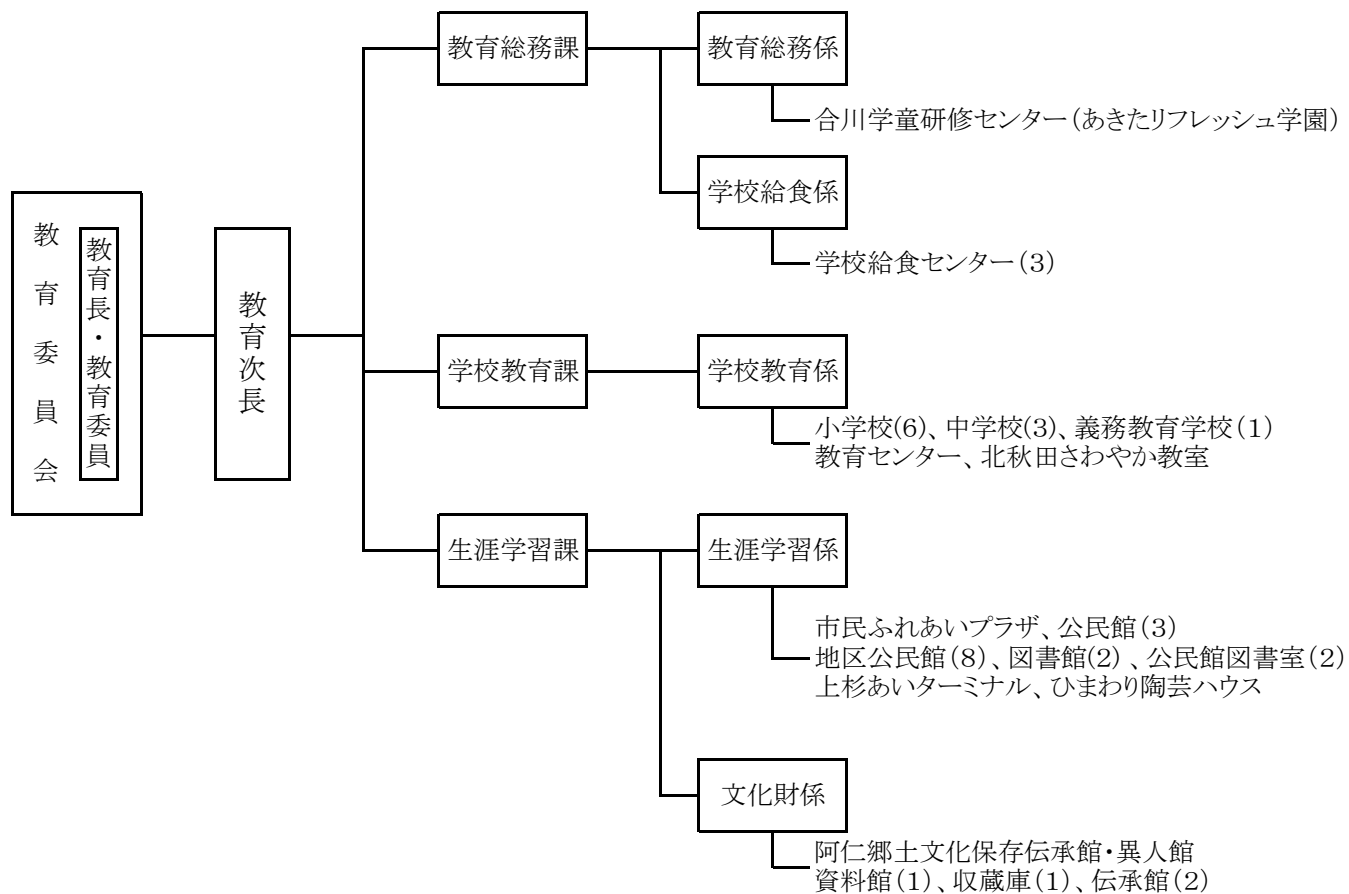 教育委員会
教育長・教育委員
教育次長
教育総務課
教育総務係
合川学童研修センター(あきたリフレッシュ学園)
学校給食係
学校給食センター(3)
学校教育課
学校教育係
小学校(6)、中学校(3)、義務教育学校(1)
教育センター、北秋田さわやか教室
生涯学習課
生涯学習係
市民ふれあいプラザ、公民館(3)
地区公民館(8)、図書館(2)、公民館図書室(2)
上杉あいターミナル、ひまわり陶芸ハウス
文化財係
阿仁郷土文化保存伝承館・異人館
資料館(1)、収蔵庫(1)、伝承館(2)